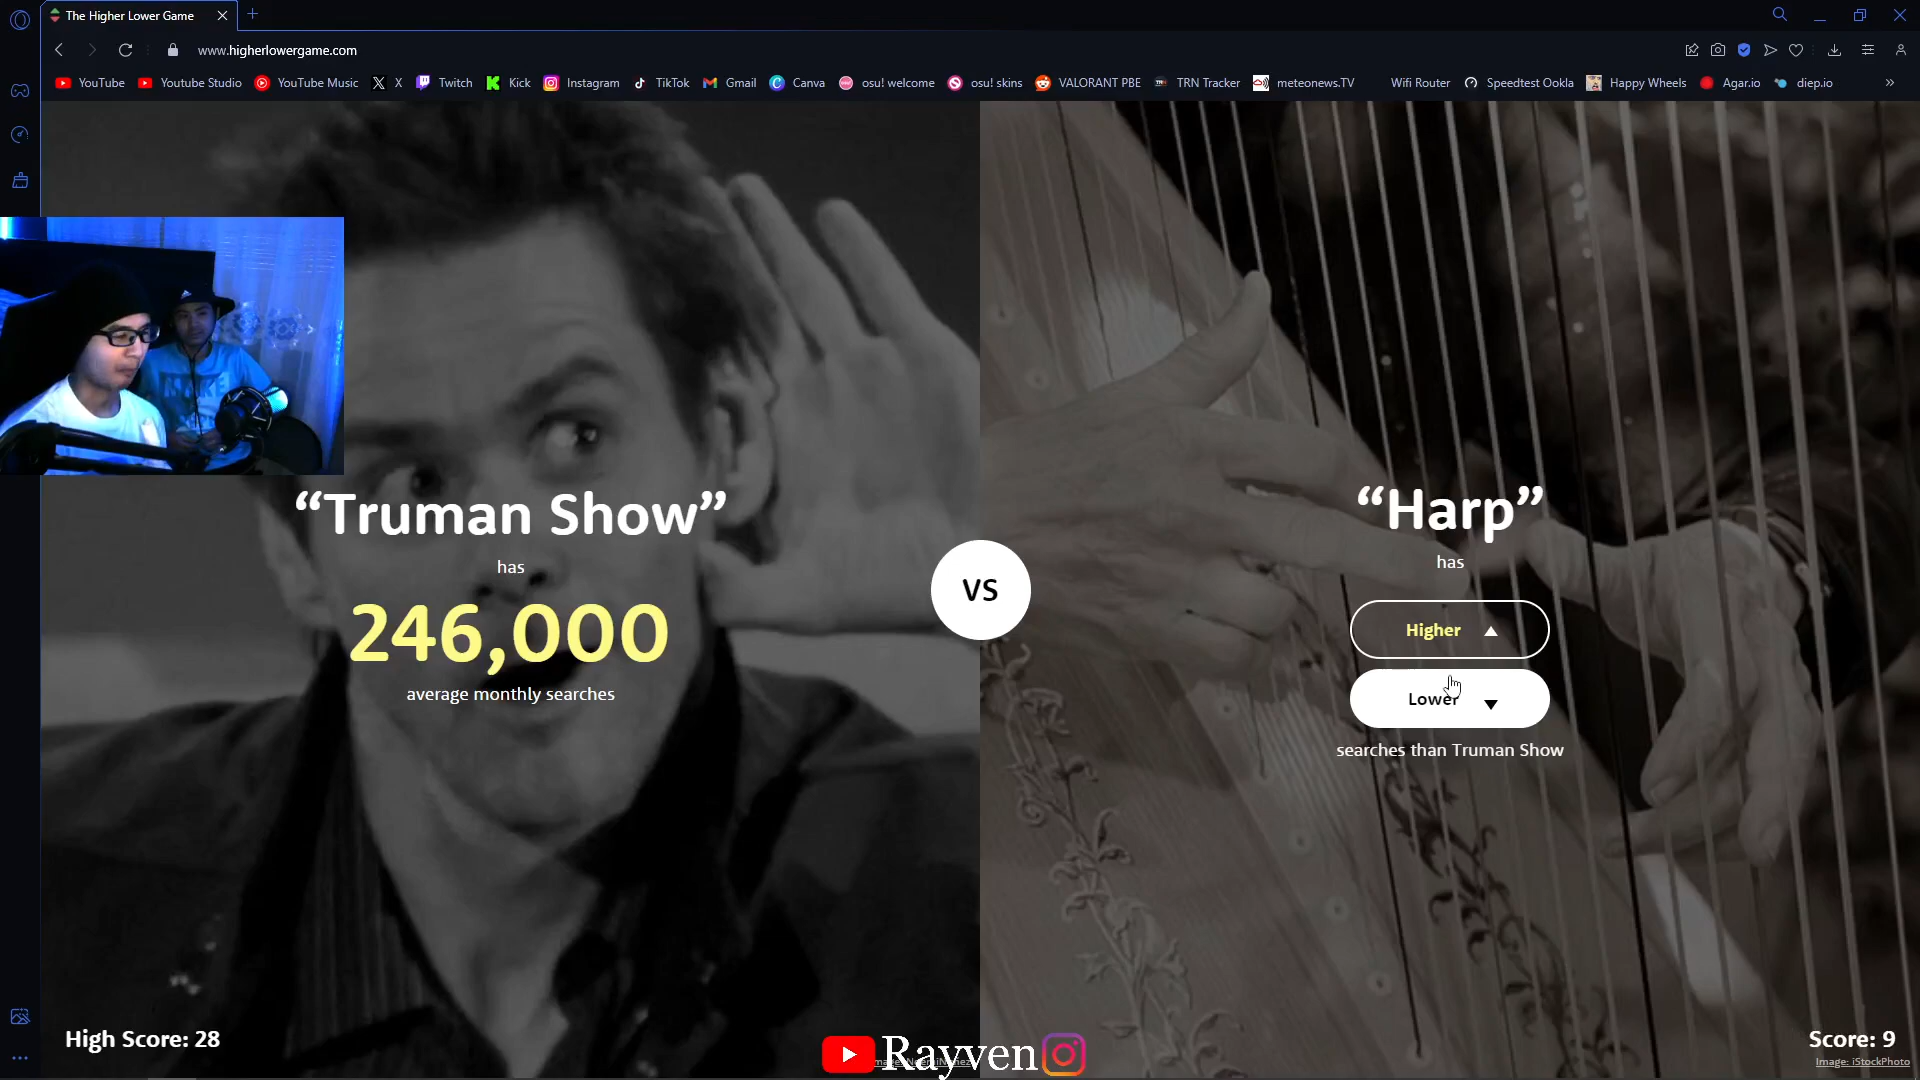 The Higher Lower Game
www.higherlowergame.com
YouTube
Youtube Studio
YouTube Music
X
Twitch
Kick
Instagram
TikTok
Gmail
Canva
osu! welcome
osu! skins
VALORANT PBE
TRN Tracker
meteonews.TV
Wifi Router
Speedtest Ookla
Happy Wheels
Agar.io
diep.io
“Truman Show”
has
246,000
average monthly searches
VS
“Harp”
has
Higher
Lower
searches than Truman Show
High Score: 28
Rayven
Score: 9
Image: iStockPhoto